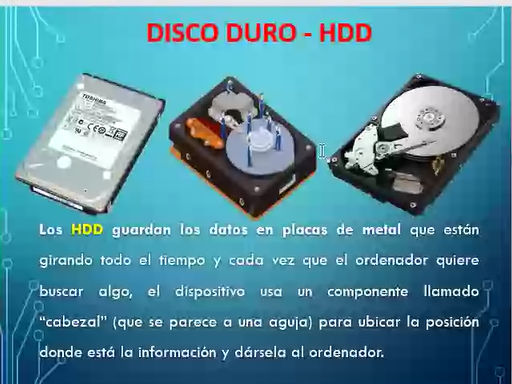 DISCO DURO - HDD
TOSHIBA
Los HDD guardan los datos en placas de metal que están
girando todo el tiempo y cada vez que el ordenador quiere
buscar algo, el dispositivo usa un componente llamado
“cabezal” (que se parece a una aguja) para ubicar la posición
donde está la información y dársela al ordenador.